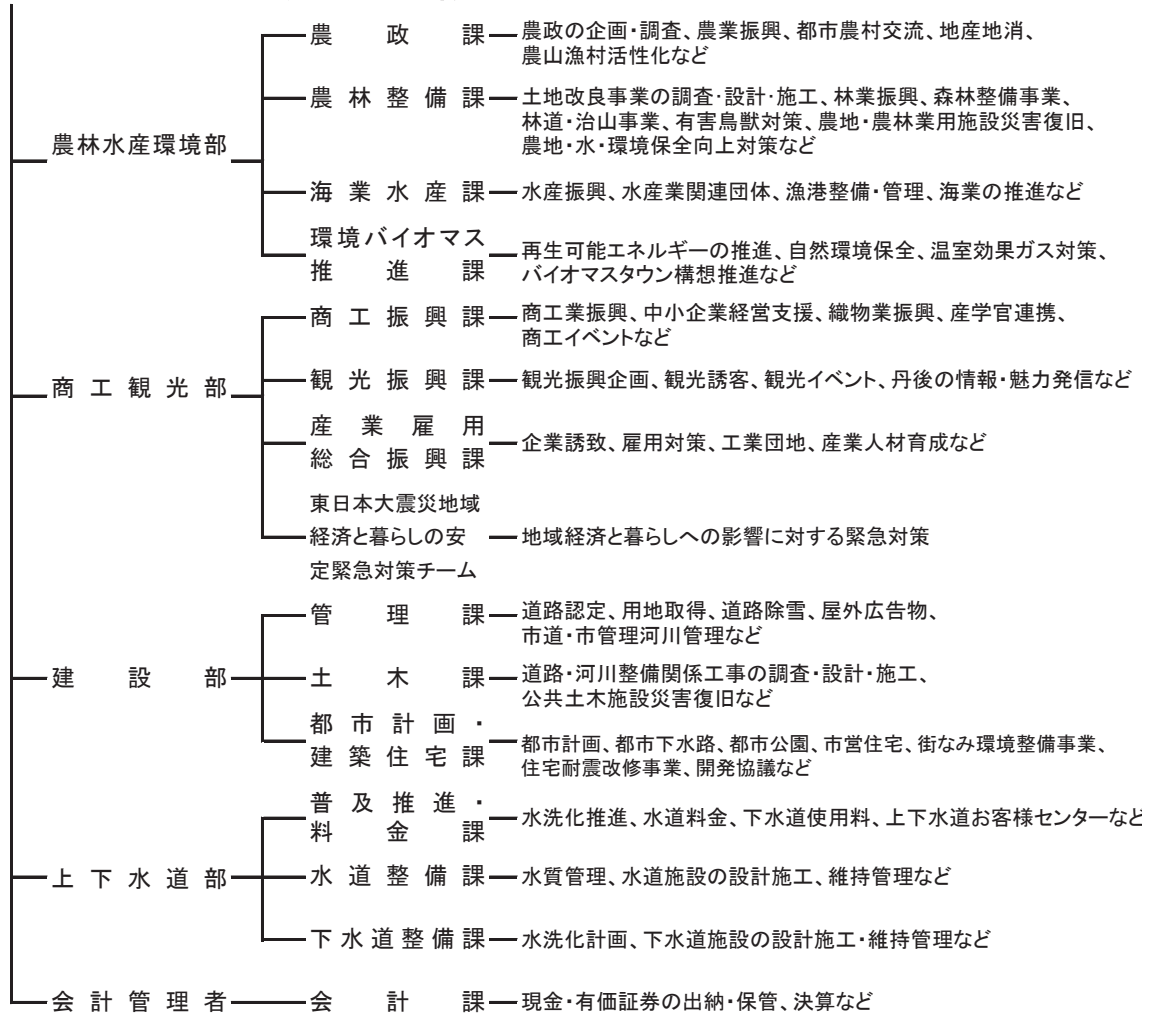 農政課
農政の企画・調査、農業振興、都市農村交流、地産地消、
農山漁村活性化など
農林水産環境部
農林整備課
土地改良事業の調査・設計・施工、林業振興、森林整備事業、
林道・治山事業、有害鳥獣対策、農地・農林業用施設災害復旧、
農地・水・環境保全向上対策など
海業水産課
水産振興、水産業関連団体、漁港整備・管理、海業の推進など
環境バイオマス
推進課
再生可能エネルギーの推進、自然環境保全、温室効果ガス対策、
バイオマスタウン構想推進など
商工観光部
商工振興課
商工業振興、中小企業経営支援、織物業振興、産学官連携、
商工イベントなど
観光振興課
観光振興企画、観光誘客、観光イベント、丹後の情報・魅力発信など
産業雇用
総合振興課
企業誘致、雇用対策、工業団地、産業人材育成など
東日本大震災地域
経済と暮らしの安
定緊急対策チーム
地域経済と暮らしへの影響に対する緊急対策
建設部
管理課
道路認定、用地取得、道路除雪、屋外広告物、
市道・市管理河川管理など
土木課
道路・河川整備関係工事の調査・設計・施工、
公共土木施設災害復旧など
都市計画・
建築住宅課
都市計画、都市下水路、都市公園、市営住宅、街なみ環境整備事業、
住宅耐震改修事業、開発協議など
上下水道部
普及推進・
料金課
水洗化推進、水道料金、下水道使用料、上下水道お客様センターなど
水道整備課
水質管理、水道施設の設計施工、維持管理など
下水道整備課
水洗化計画、下水道施設の設計施工・維持管理など
会計管理者
会計課
現金・有価証券の出納・保管、決算など